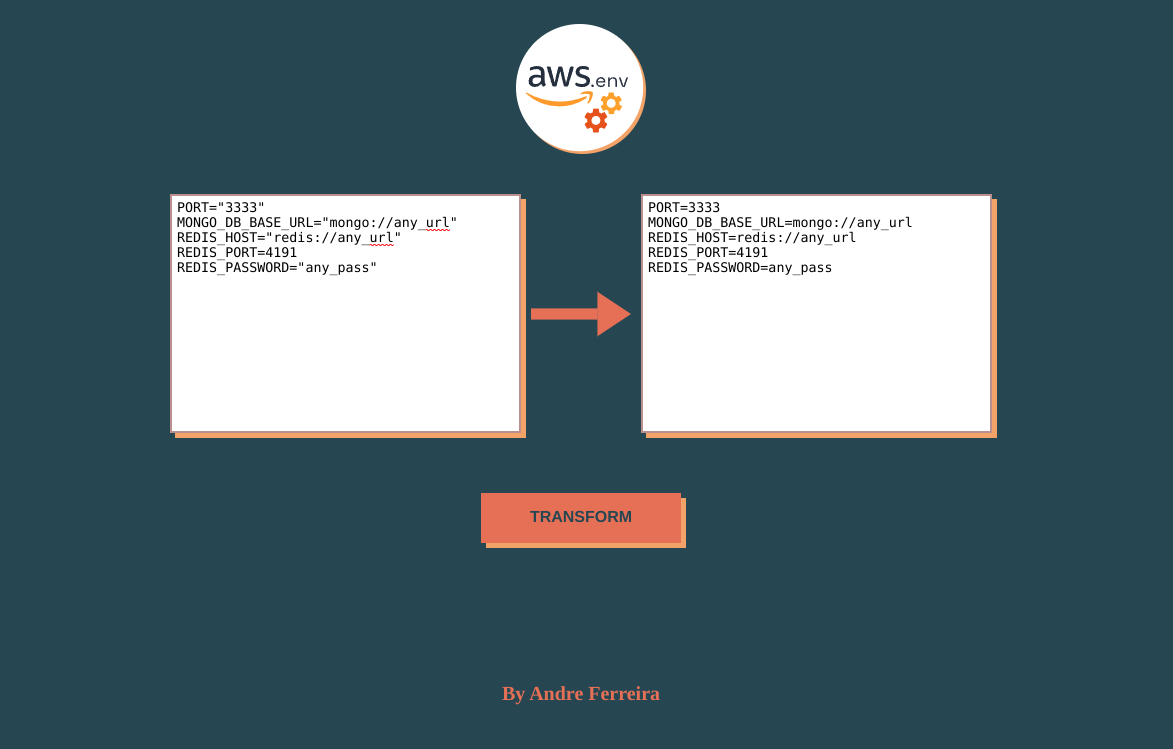 aws.env
PORT="3333"
MONGO_DB_BASE_URL="mongo://any_url"
REDIS_HOST="redis://any_url"
REDIS_PORT=4191
REDIS_PASSWORD="any_pass"
PORT=3333
MONGO_DB_BASE_URL=mongo://any_url
REDIS_HOST=redis://any_url
REDIS_PORT=4191
REDIS_PASSWORD=any_pass
TRANSFORM
By Andre Ferreira